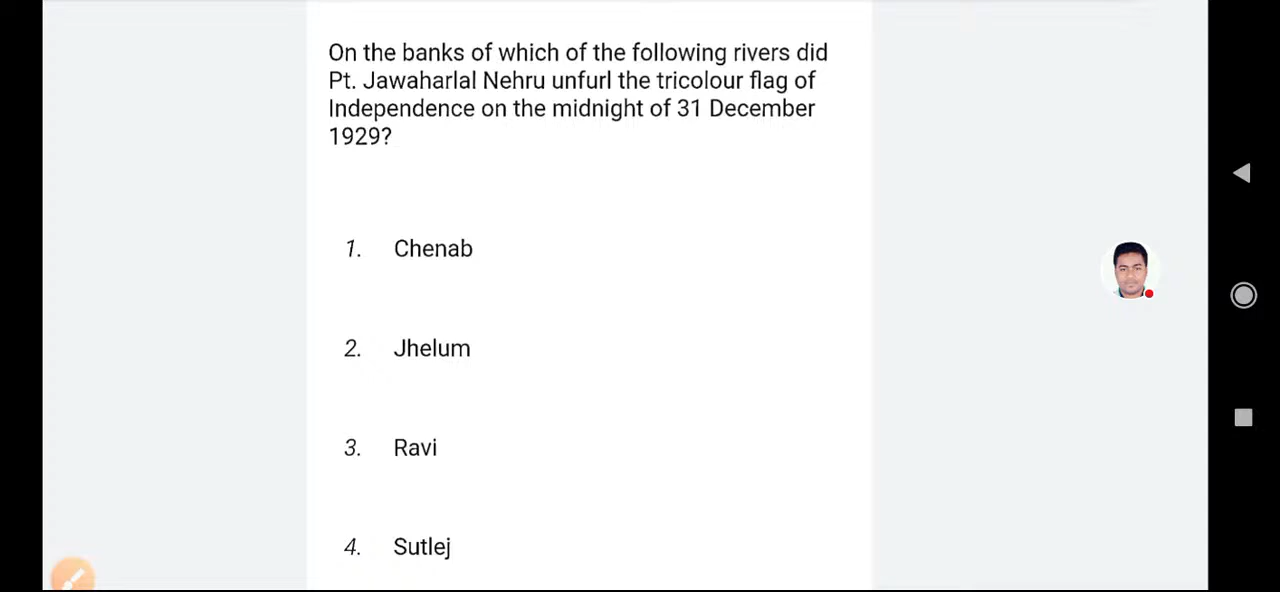 On the banks of which of the following rivers did
Pt. Jawaharlal Nehru unfurl the tricolour flag of
Independence on the midnight of 31 December
1929?
1. Chenab
2. Jhelum
3. Ravi
4. Sutlej